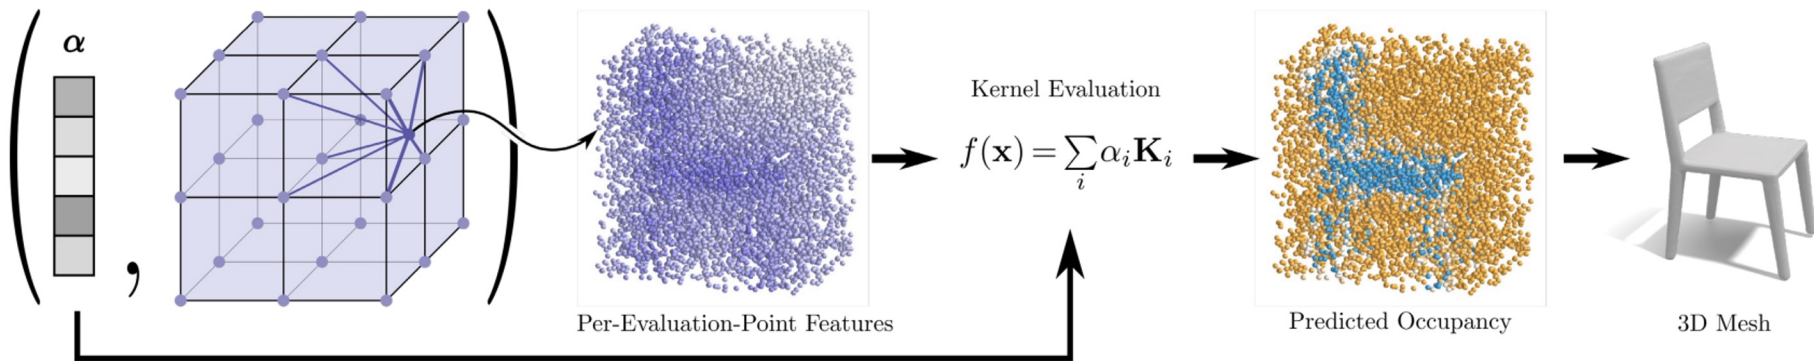 α
,
Per-Evaluation-Point Features
Kernel Evaluation
f(x) = ∑ αᵢKᵢ
i
Predicted Occupancy
3D Mesh